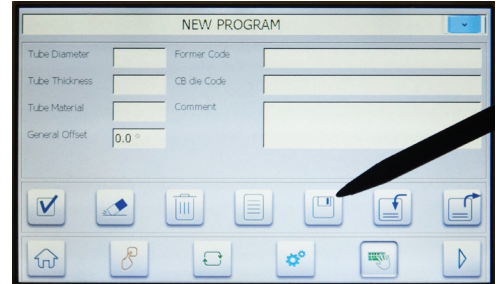 NEW PROGRAM
Tube Diameter
Former Code
Tube Thickness
CB die Code
Tube Material
Comment
General Offset
0.0 °